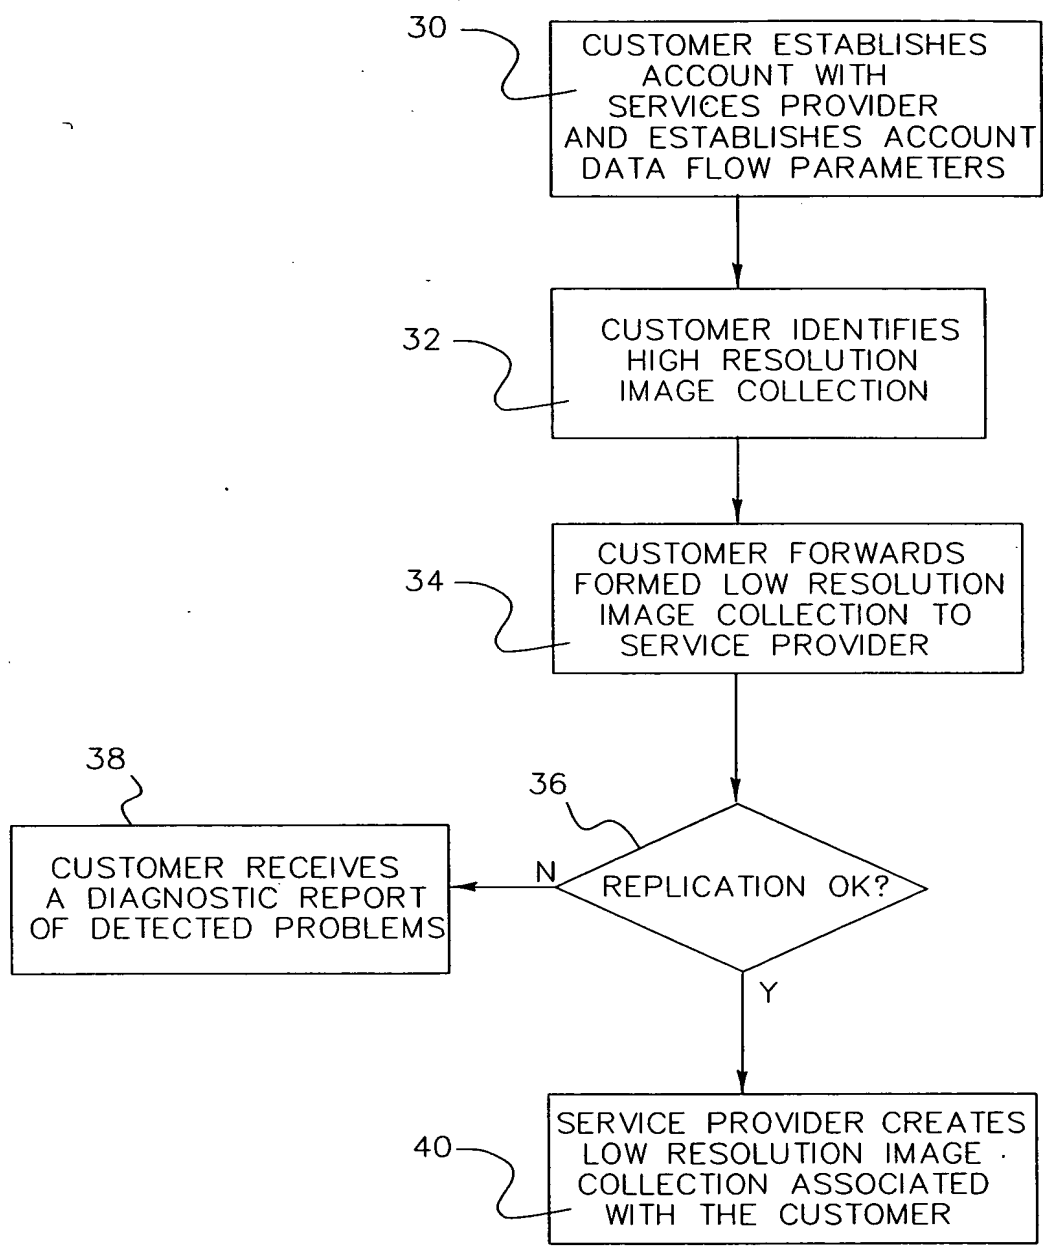 30
CUSTOMER ESTABLISHES
ACCOUNT WITH
SERVICES PROVIDER
AND ESTABLISHES ACCOUNT
DATA FLOW PARAMETERS
32
CUSTOMER IDENTIFIES
HIGH RESOLUTION
IMAGE COLLECTION
34
CUSTOMER FORWARDS
FORMED LOW RESOLUTION
IMAGE COLLECTION TO
SERVICE PROVIDER
36
REPLICATION OK?
N
38
CUSTOMER RECEIVES
A DIAGNOSTIC REPORT
OF DETECTED PROBLEMS
Y
40
SERVICE PROVIDER CREATES
LOW RESOLUTION IMAGE
COLLECTION ASSOCIATED
WITH THE CUSTOMER